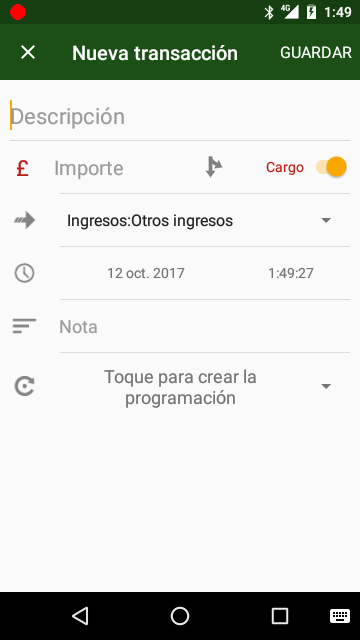 4G 1:49
Nueva transacción GUARDAR
Descripción
£ Importe Cargo
Ingresos:Otros ingresos
12 oct. 2017 1:49:27
Nota
Toque para crear la
programación